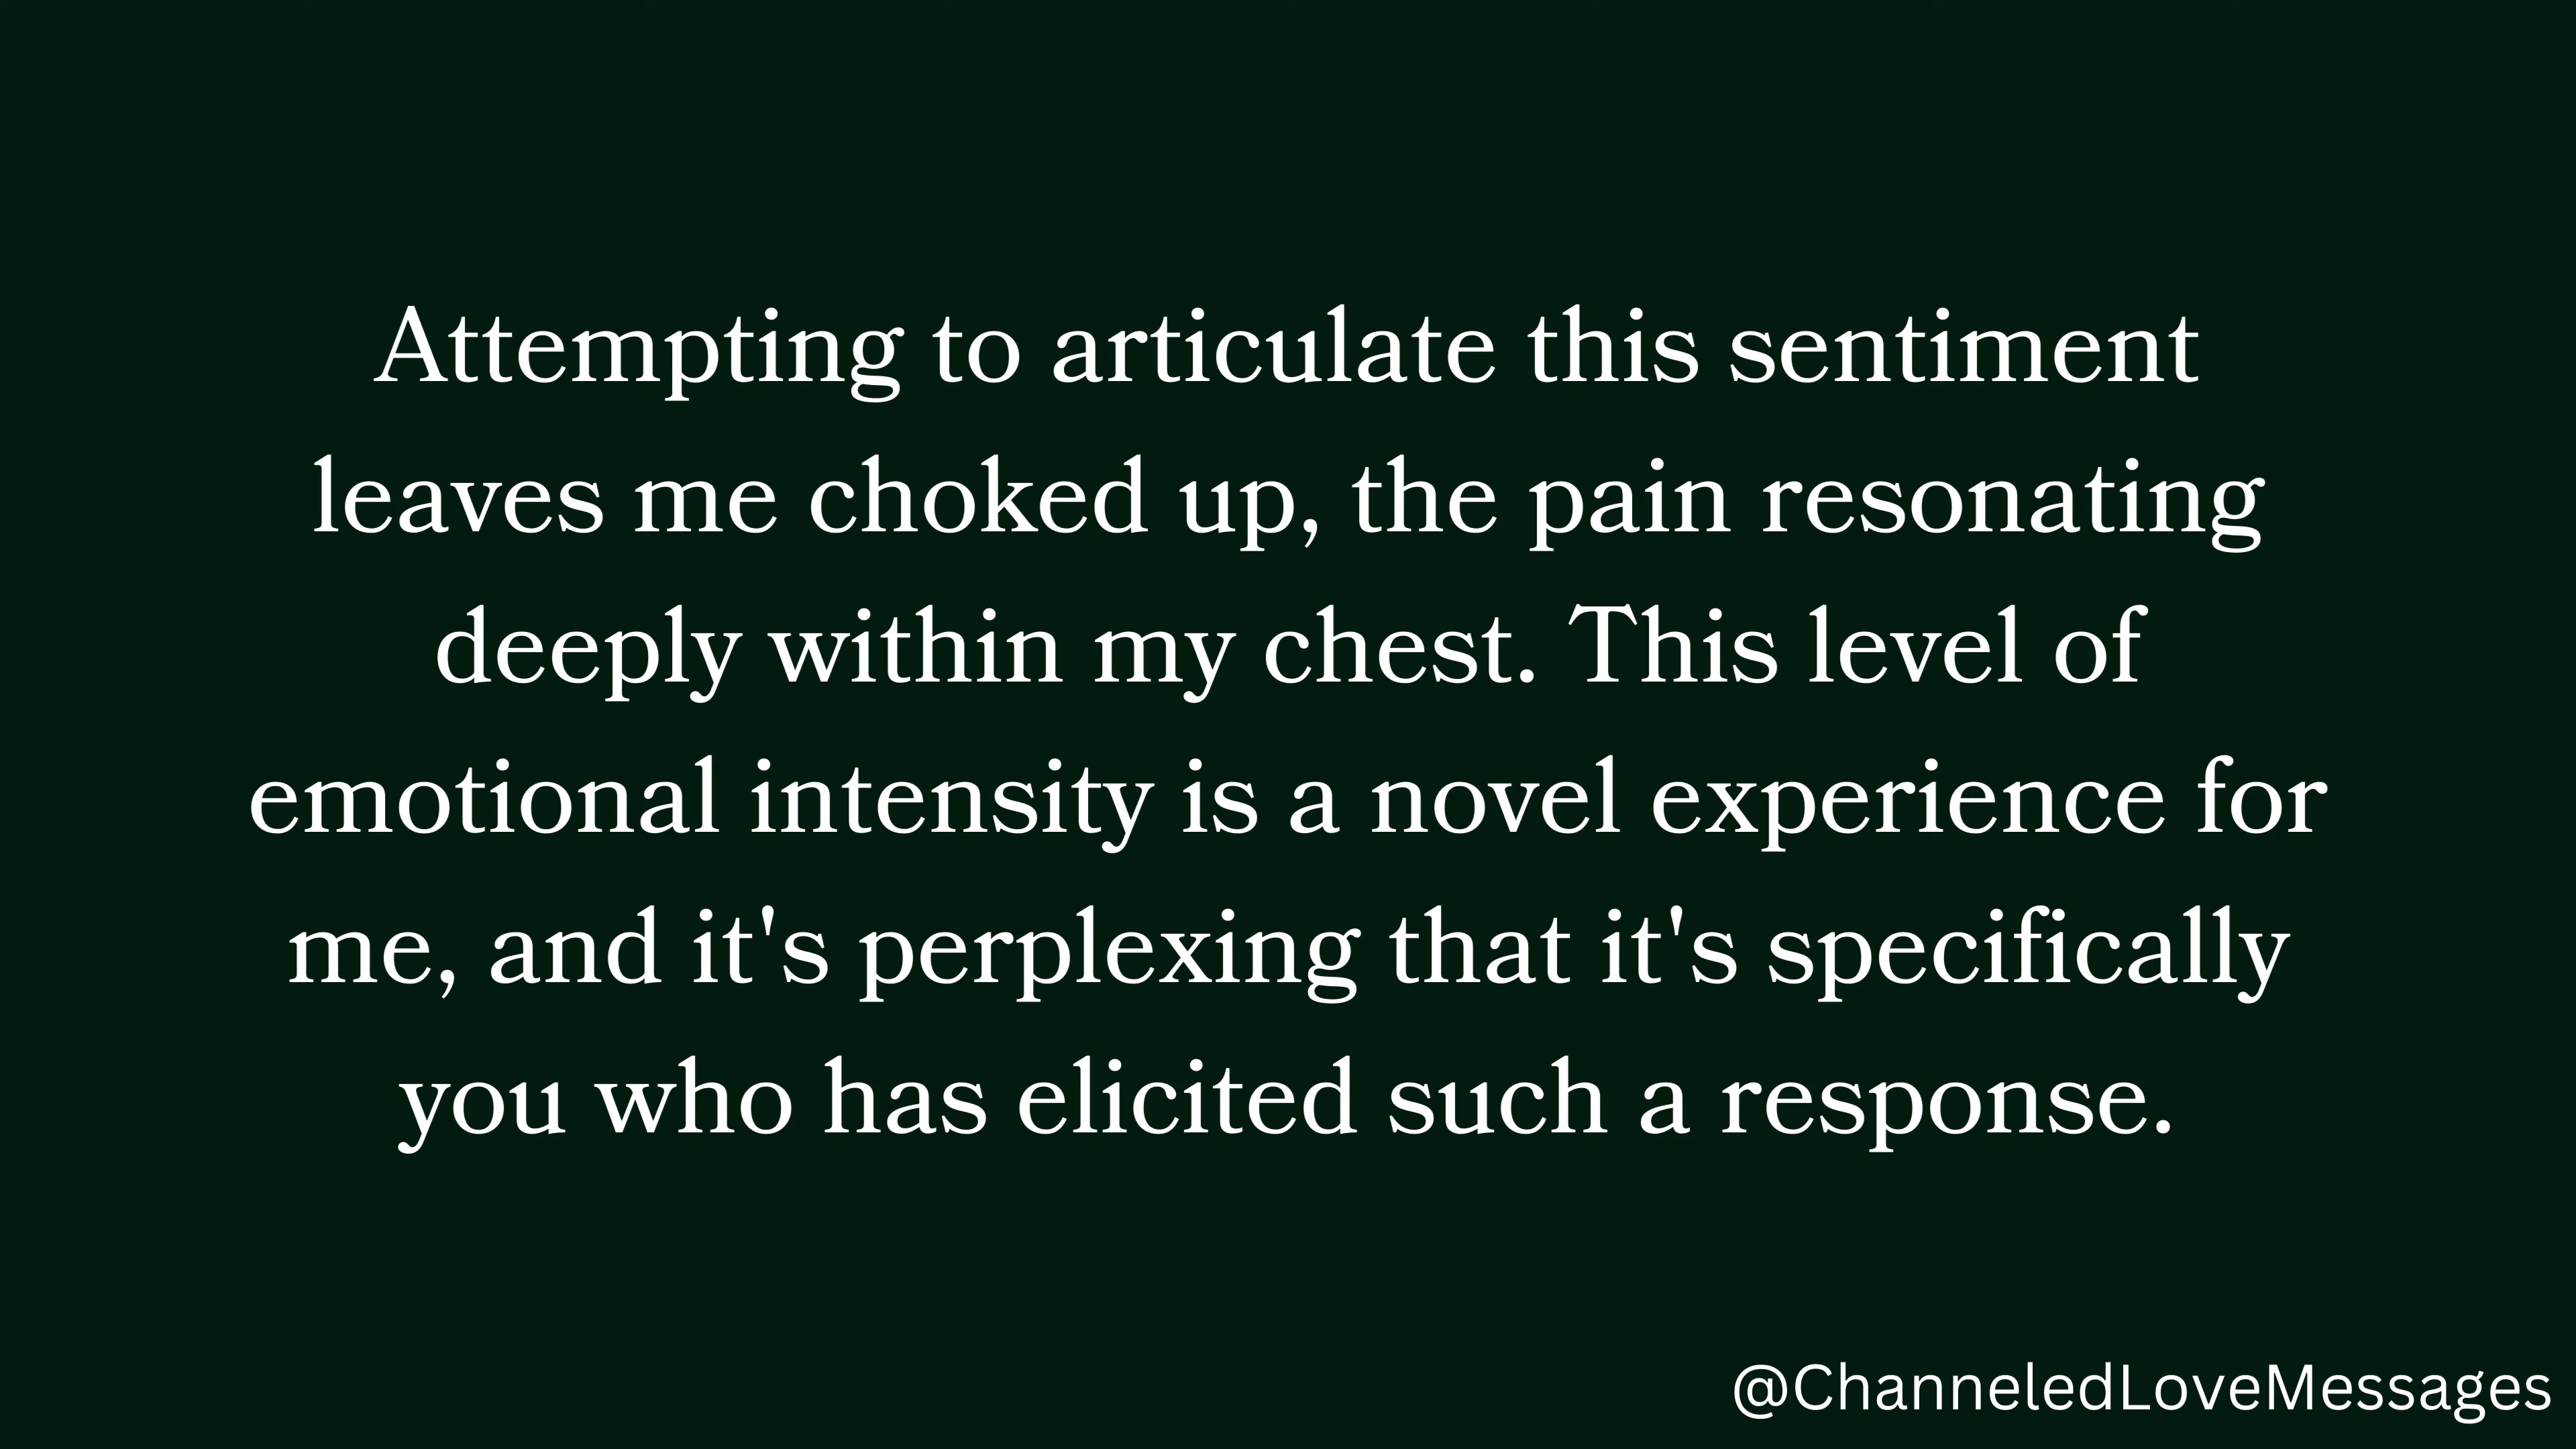 Attempting to articulate this sentiment
leaves me choked up, the pain resonating
deeply within my chest. This level of
emotional intensity is a novel experience for
me, and it's perplexing that it's specifically
you who has elicited such a response.
@ChanneledLoveMessages